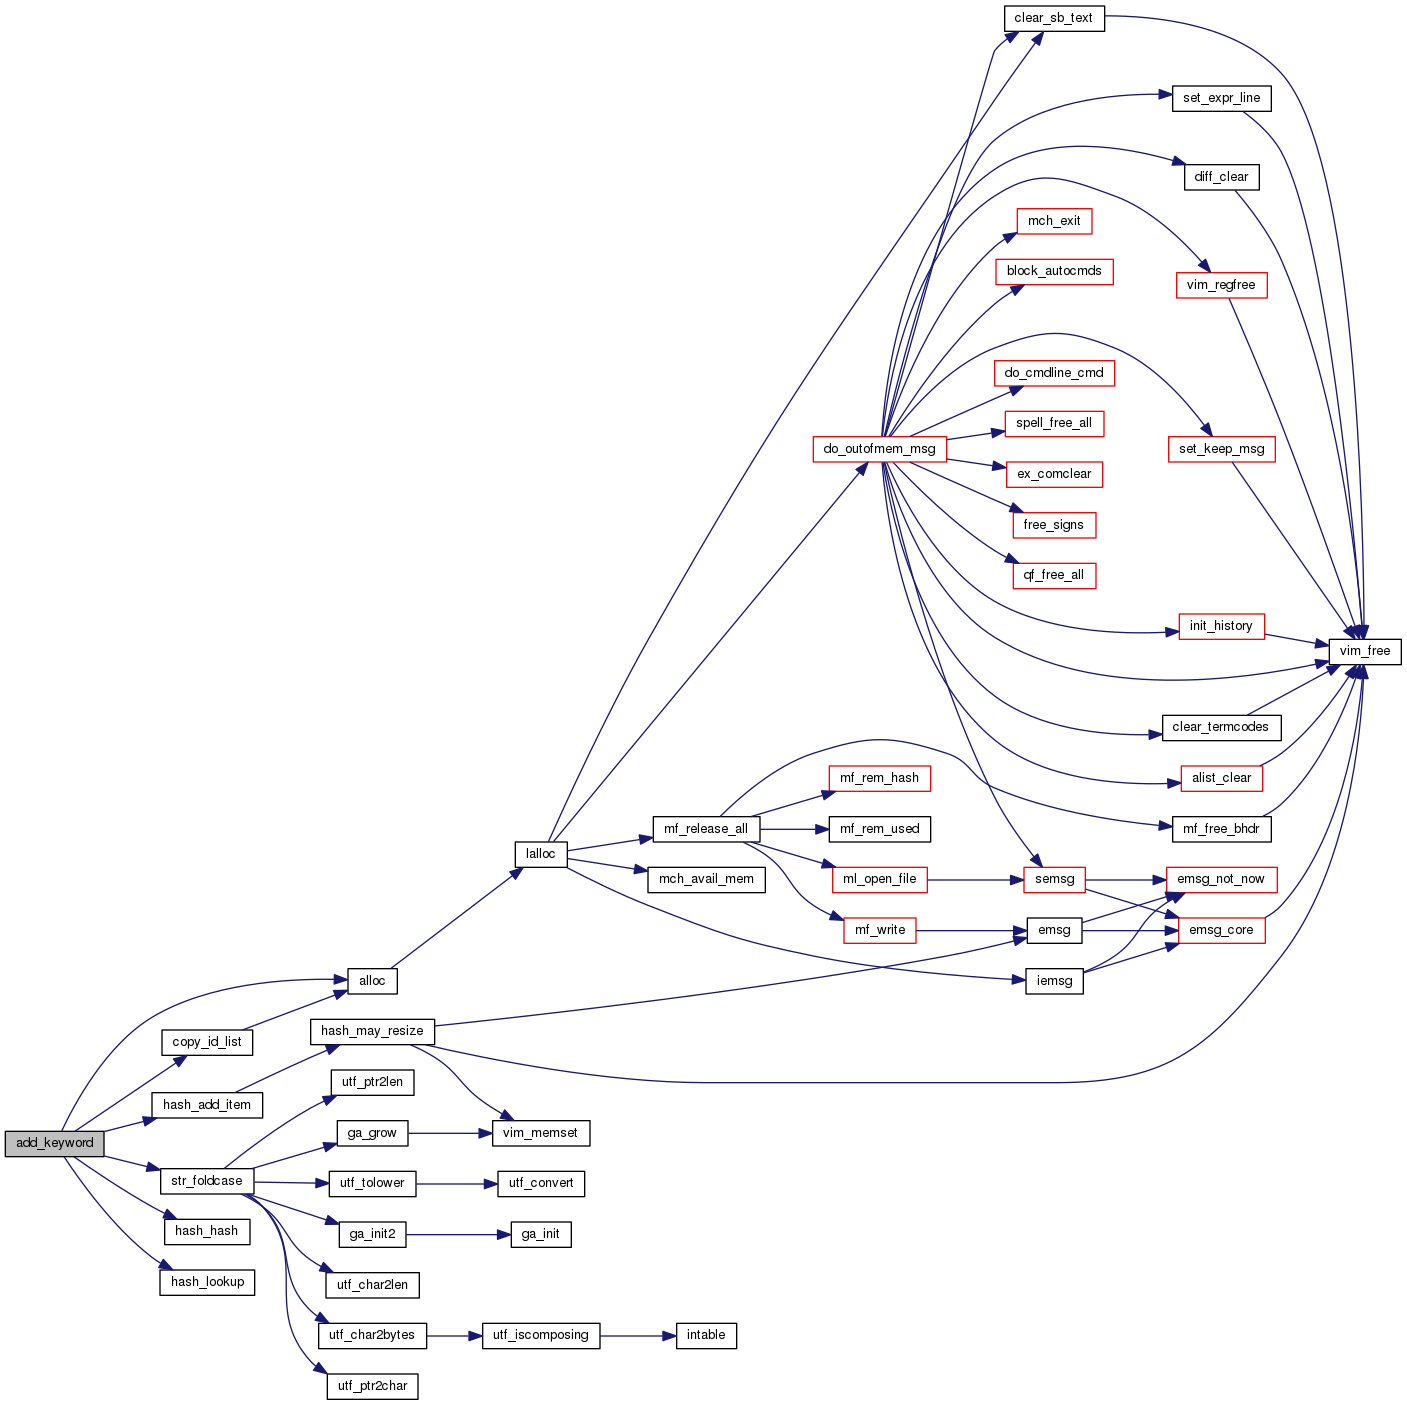 clear_sb_text
set_expr_line
diff_clear
mch_exit
block_autocmds
vim_regfree
do_cmdline_cmd
spell_free_all
do_outofmem_msg
set_keep_msg
ex_comclear
free_signs
qf_free_all
init_history
vim_free
clear_termcodes
mf_rem_hash
alist_clear
mf_release_all
mf_rem_used
mf_free_bhdr
lalloc
mch_avail_mem
ml_open_file
semsg
emsg_not_now
mf_write
emsg
emsg_core
alloc
iemsg
hash_may_resize
copy_id_list
utf_ptr2len
hash_add_item
add_keyword
ga_grow
vim_memset
str_foldcase
utf_tolower
utf_convert
hash_hash
ga_init2
ga_init
hash_lookup
utf_char2len
utf_char2bytes
utf_iscomposing
intable
utf_ptr2char